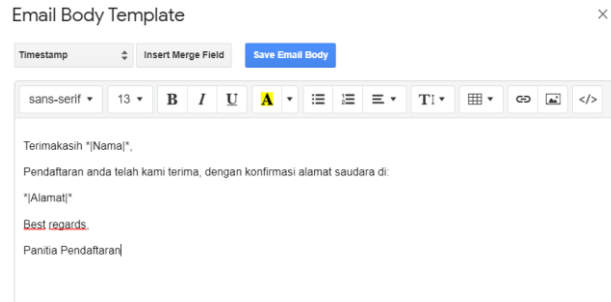 Email Body Template
Timestamp Insert Merge Field Save Email Body
sans-serif 13 B I U A TI </>
Terimakasih *|Nama|*,
Pendaftaran anda telah kami terima, dengan konfirmasi alamat saudara di:
*|Alamat|*
Best regards,
Panitia Pendaftaran